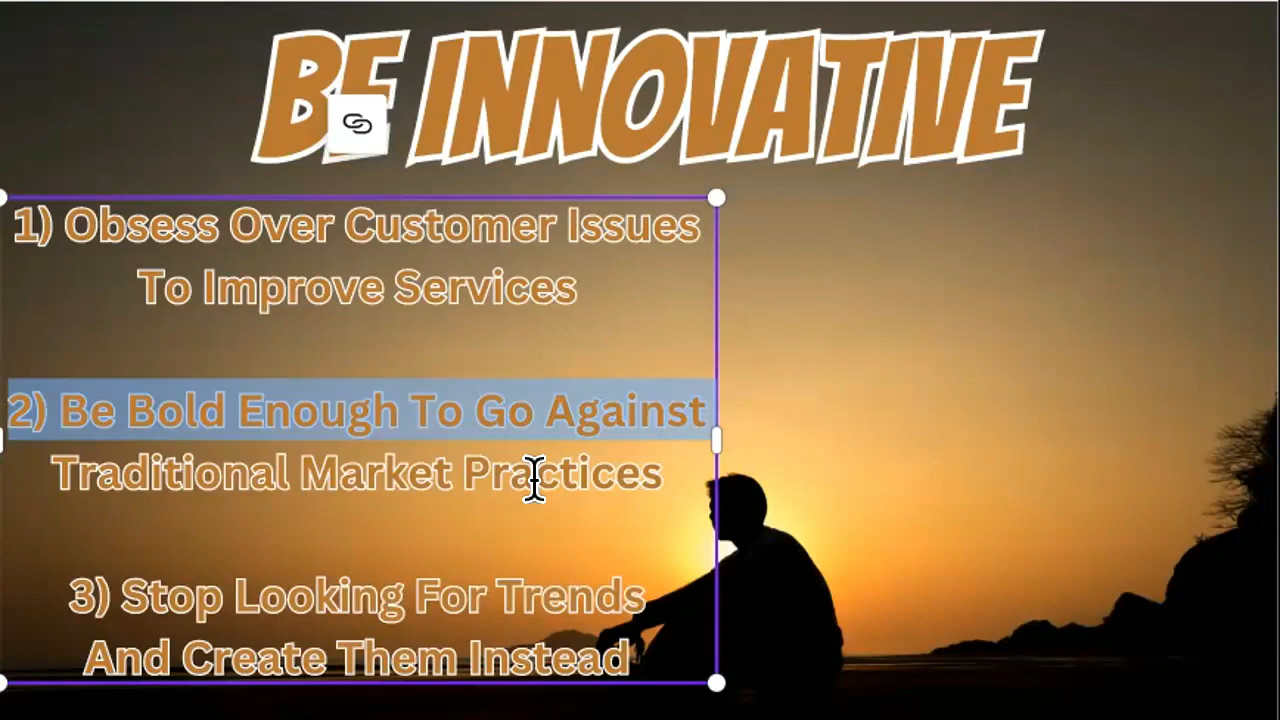 BE INNOVATIVE
1) Obsess Over Customer Issues
To Improve Services
2) Be Bold Enough To Go Against
Traditional Market Practices
3) Stop Looking For Trends
And Create Them Instead